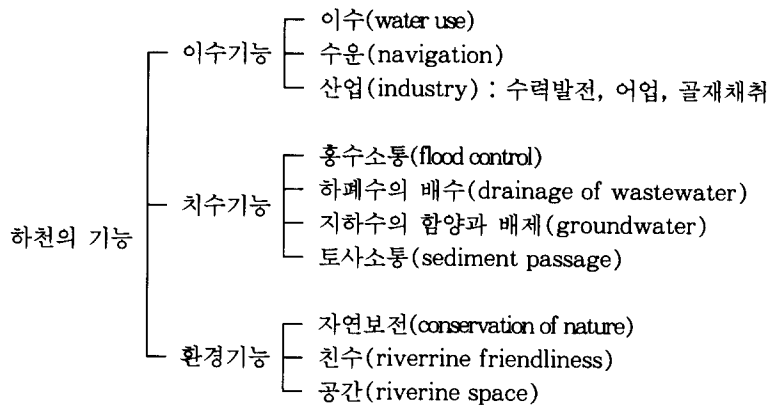 이수(water use)
이수기능
수운(navigation)
산업(industry) : 수력발전, 어업, 골재채취
홍수소통(flood control)
하폐수의 배수(drainage of wastewater)
치수기능
지하수의 함양과 배제(groundwater)
하천의 기능
토사소통(sediment passage)
자연보전(conservation of nature)
환경기능
친수(riverrine friendliness)
공간(riverine space)